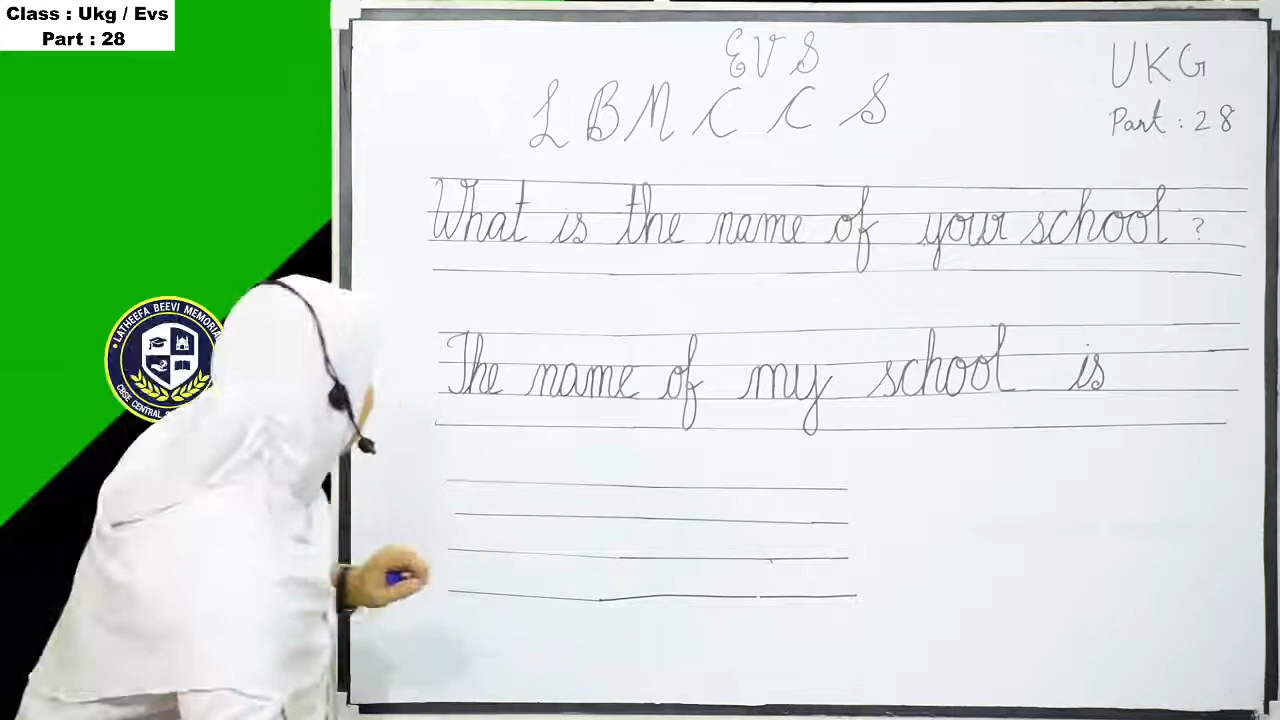 Class : Ukg / Evs
Part : 28
EVS
UKG
L B M C C S
Part : 28
What is the name of your school ?
The name of my school is
LATHEEFA BEEVI MEMORIA
CBSE CENTRAL S